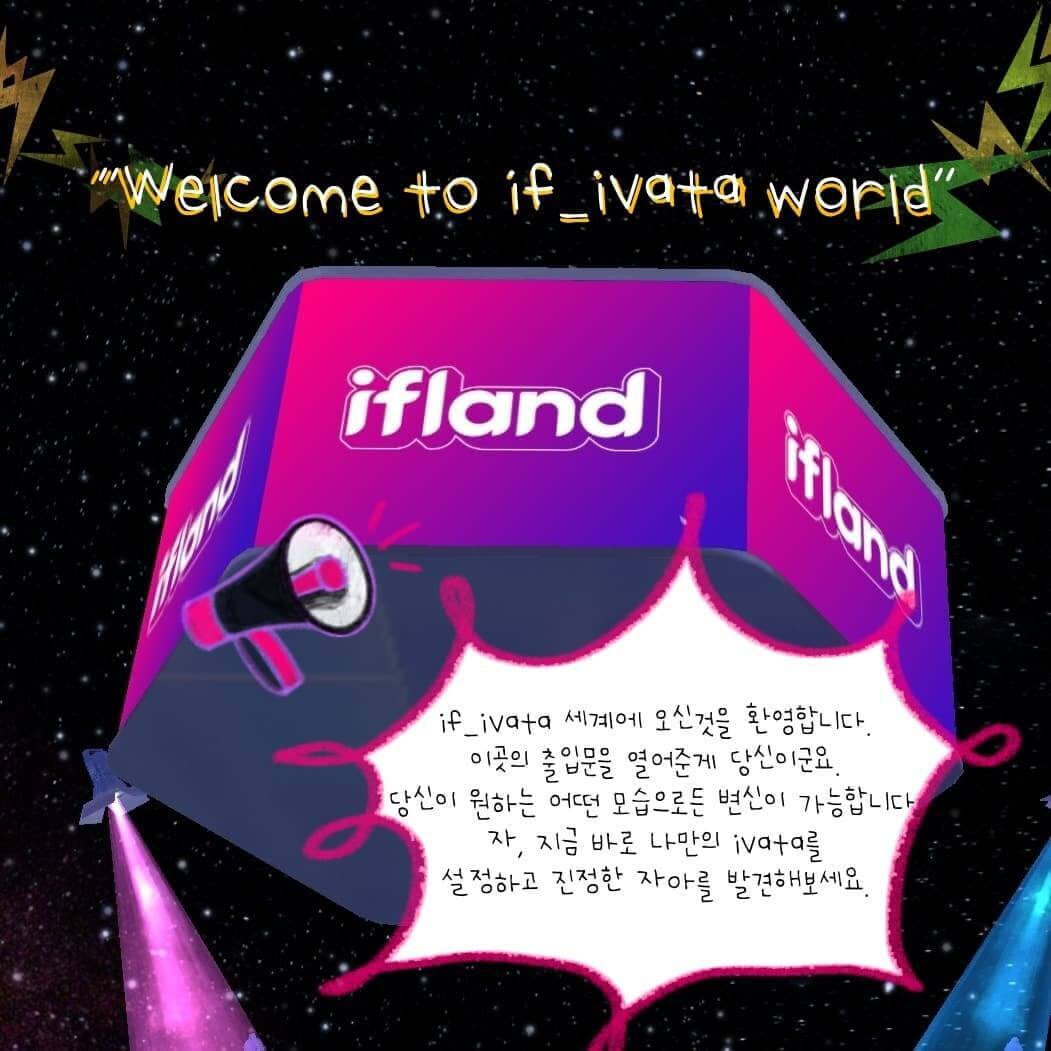 "'Welcome to if_ivata world"
ifland
ifland
ifland
if_ivata 세계에 오신것을 환영합니다.
이곳의 출입문을 열어준게 당신이군요.
당신이 원하는 어떤 모습으로든 변신이 가능합니다
자, 지금 바로 나만의 ivata를
설정하고 진정한 자아를 발견해보세요.